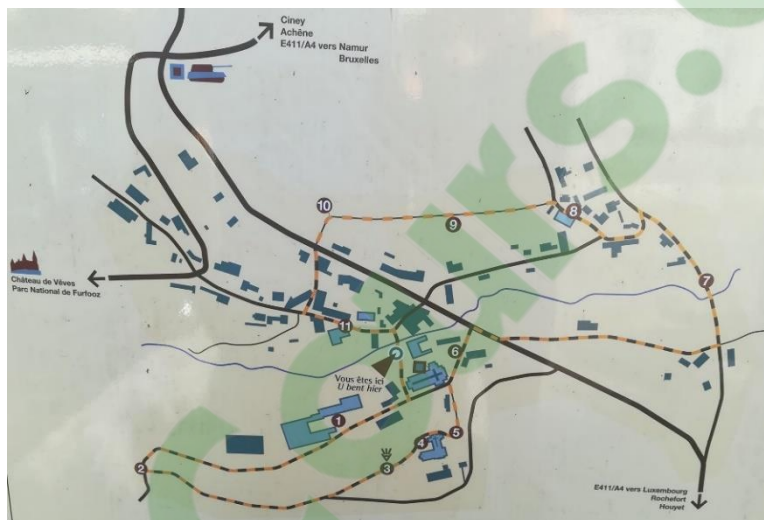 Ciney
Achêne
E411/A4 vers Namur
Bruxelles
10
9
8
Château de Vêves
Parc National de Furfooz
7
11
6
Vous êtes ici
U bent hier
1
5
4
2
3
E411/A4 vers Luxembourg
Rochefort
Houyet